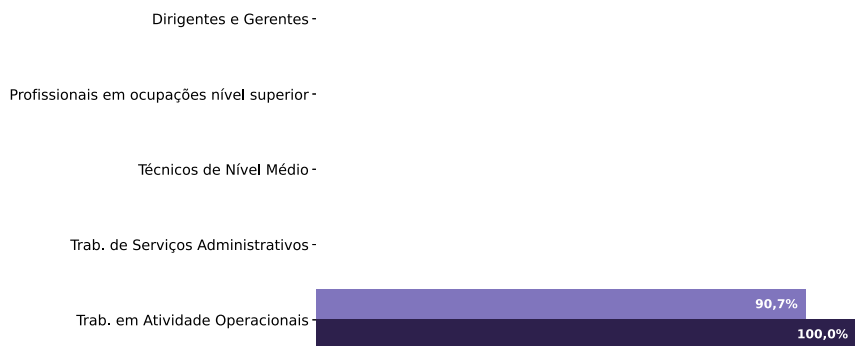 Dirigentes e Gerentes
Profissionais em ocupações nível superior
Técnicos de Nível Médio
Trab. de Serviços Administrativos
90,7%
Trab. em Atividade Operacionais
100,0%